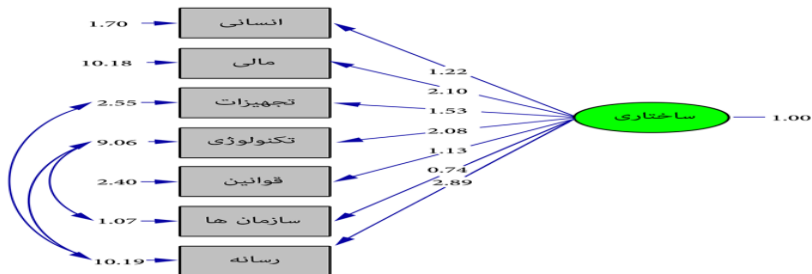 1.70
انسانی
10.18
مالی
1.22
2.55
تجهیزات
2.10
1.53
ساختاری
1.00
9.06
تکنولوژی
2.08
1.13
2.40
قوانین
0.74
2.89
1.07
سازمان ها
10.19
رسانه